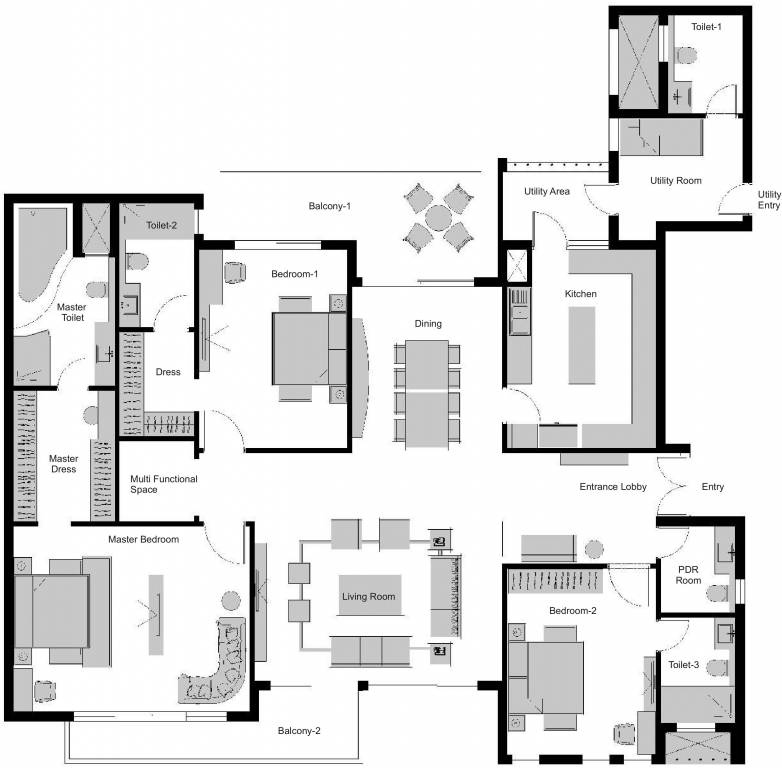 Toilet-1
Utility Room
Utility Area
Utility
Entry
Balcony-1
Toilet-2
Bedroom-1
Master
Toilet
Kitchen
Dining
Dress
Master
Dress
Multi Functional
Space
Entrance Lobby
Entry
Master Bedroom
PDR
Room
Living Room
Bedroom-2
Toilet-3
Balcony-2